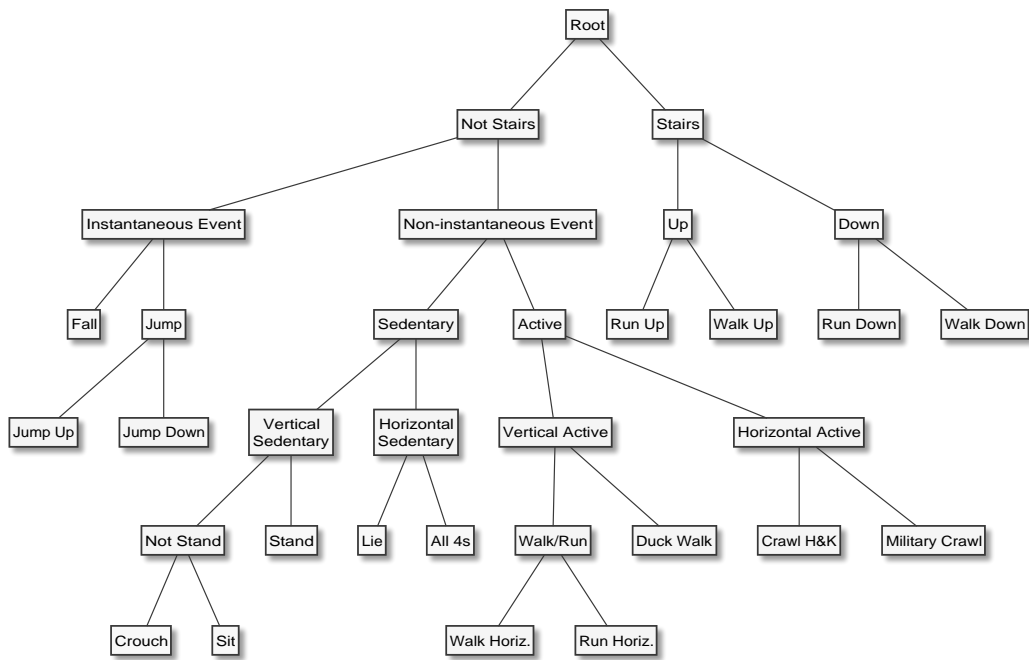 Root
Not Stairs
Stairs
Instantaneous Event
Non-instantaneous Event
Up
Down
Fall
Jump
Sedentary
Active
Run Up
Walk Up
Run Down
Walk Down
Jump Up
Jump Down
Vertical
Sedentary
Horizontal
Sedentary
Vertical Active
Horizontal Active
Not Stand
Stand
Lie
All 4s
Walk/Run
Duck Walk
Crawl H&K
Military Crawl
Crouch
Sit
Walk Horiz.
Run Horiz.